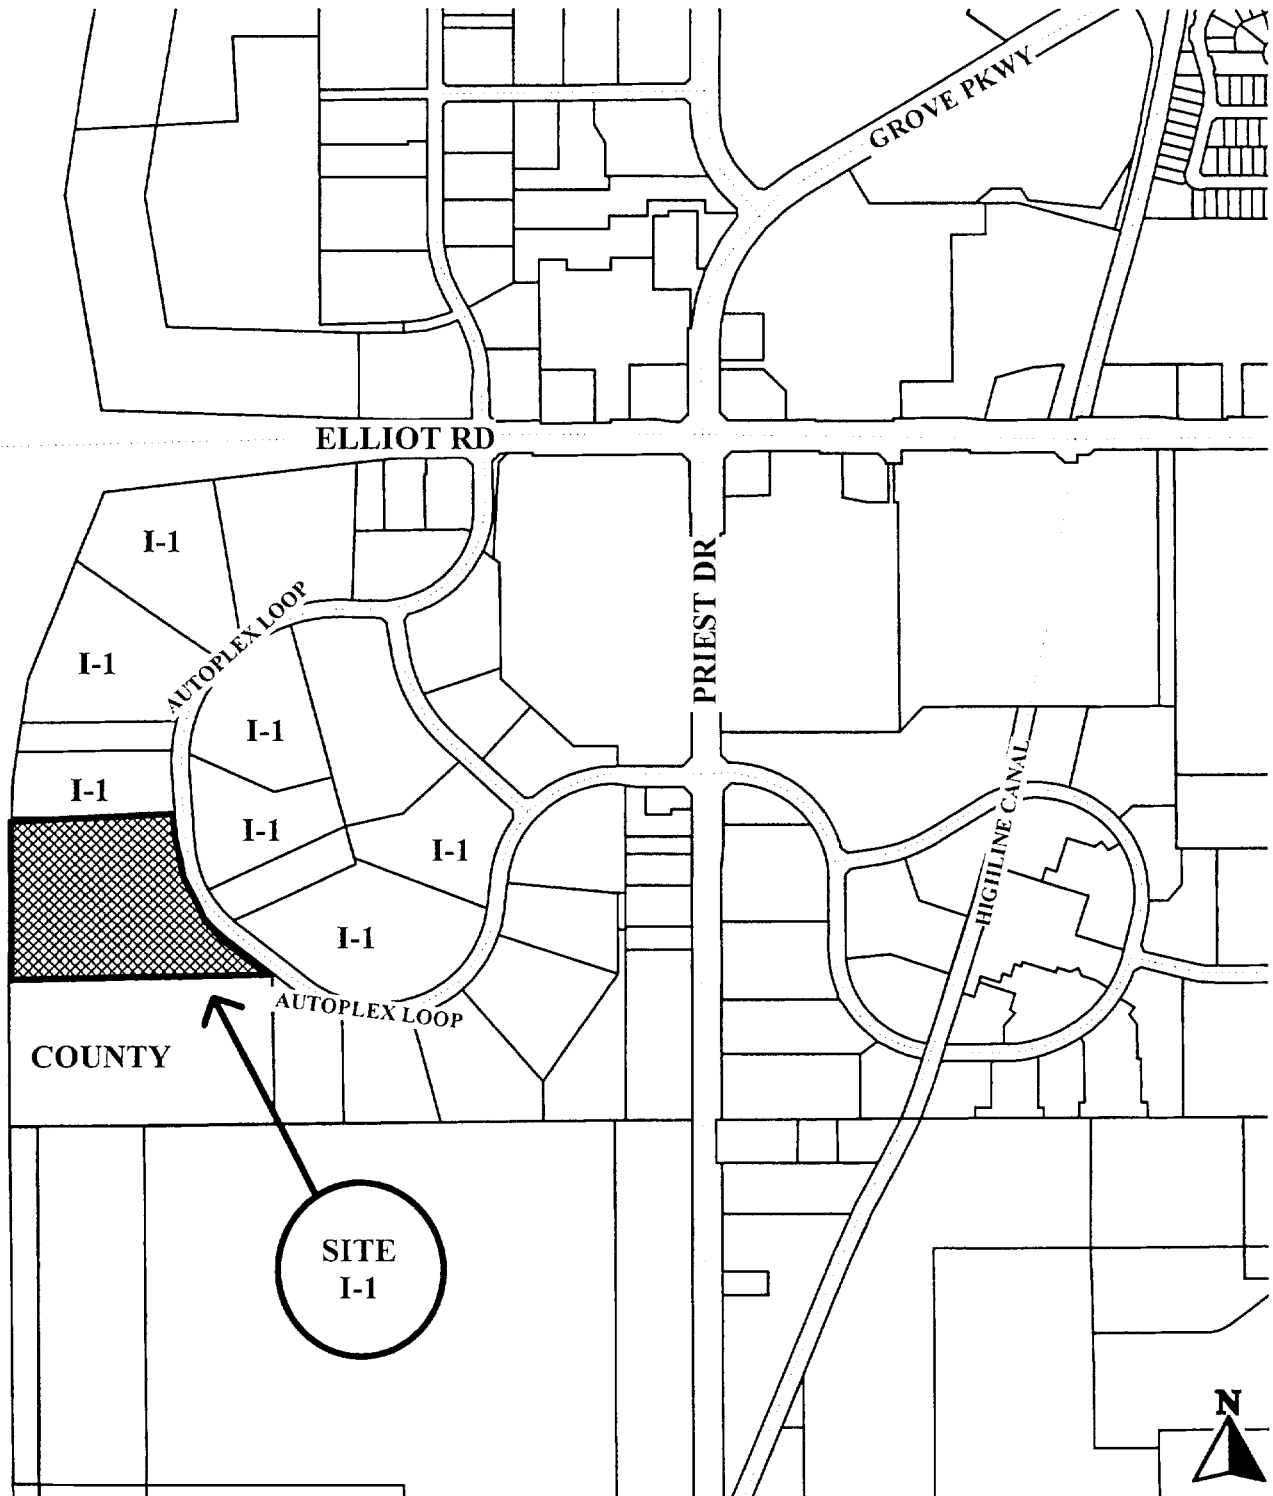 GROVE PKWY
ELLIOT RD
I-1
PRIEST DR
AUTOPLEX LOOP
I-1
I-1
HIGHLINE CANAL
I-1
I-1
I-1
I-1
AUTOPLEX LOOP
COUNTY
SITE
I-1
N